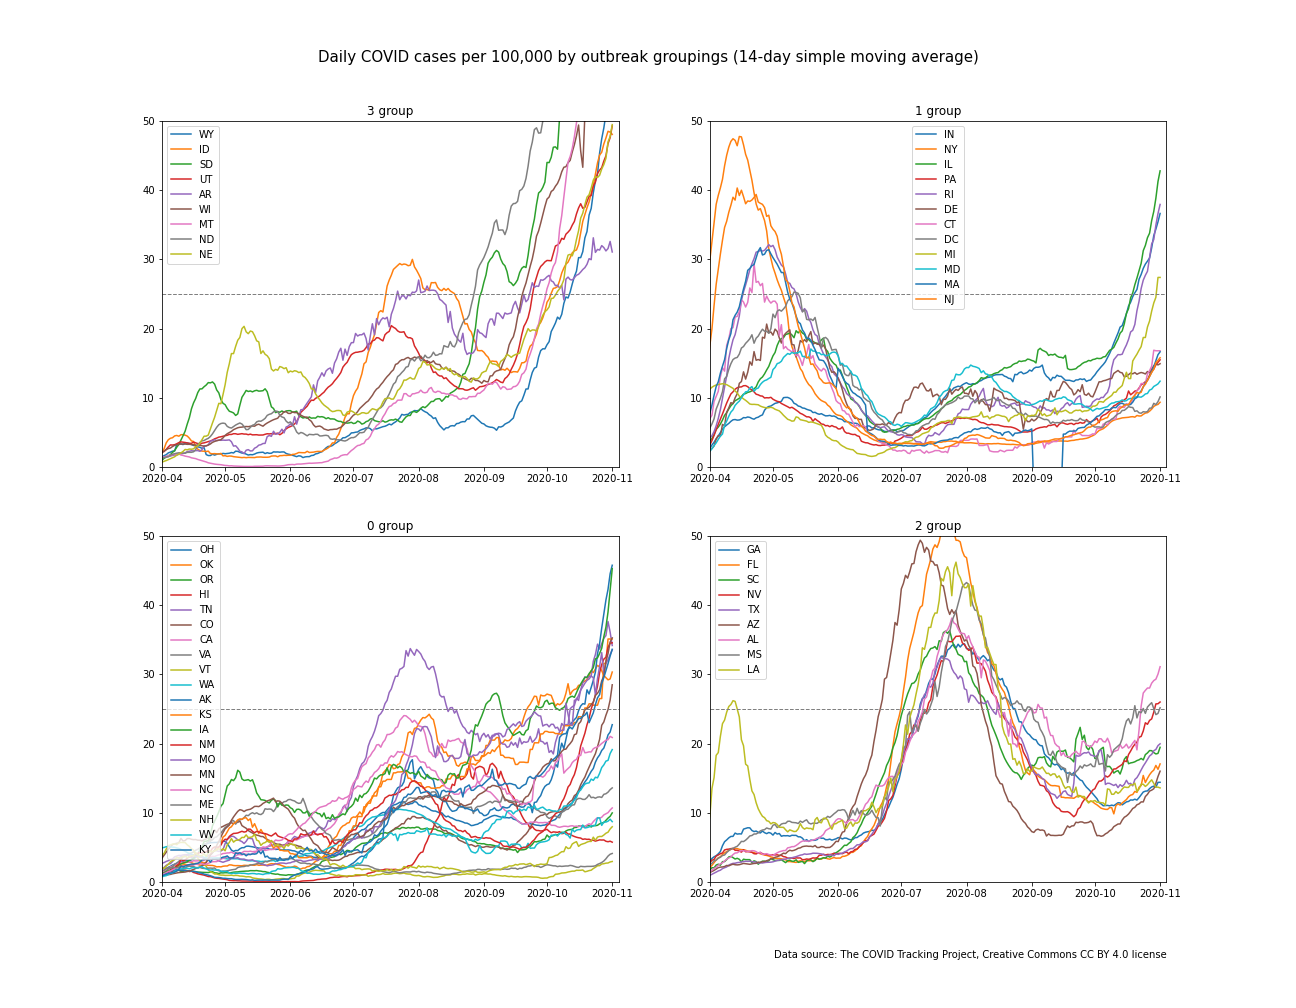 Daily COVID cases per 100,000 by outbreak groupings (14-day simple moving average)
3 group
50
40
30
20
10
0
WY
ID
SD
UT
AR
WI
MT
ND
NE
2020-04 2020-05 2020-06 2020-07 2020-08 2020-09 2020-10 2020-11
1 group
50
40
30
20
10
0
IN
NY
IL
PA
RI
DE
CT
DC
MI
MD
MA
NJ
2020-04 2020-05 2020-06 2020-07 2020-08 2020-09 2020-10 2020-11
0 group
50
40
30
20
10
0
OH
OK
OR
HI
TN
CO
CA
VA
VT
WA
AK
KS
IA
NM
MO
MN
NC
ME
NH
WV
KY
2020-04 2020-05 2020-06 2020-07 2020-08 2020-09 2020-10 2020-11
2 group
50
40
30
20
10
0
GA
FL
SC
NV
TX
AZ
AL
MS
LA
2020-04 2020-05 2020-06 2020-07 2020-08 2020-09 2020-10 2020-11
Data source: The COVID Tracking Project, Creative Commons CC BY 4.0 license